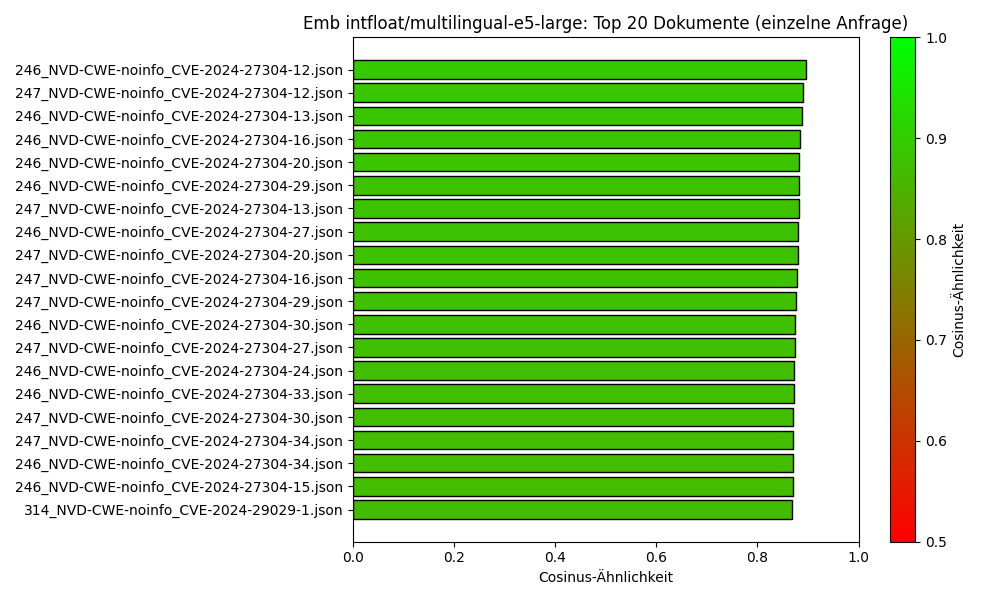 Emb intfloat/multilingual-e5-large: Top 20 Dokumente (einzelne Anfrage)
246_NVD-CWE-noinfo_CVE-2024-27304-12.json
247_NVD-CWE-noinfo_CVE-2024-27304-12.json
246_NVD-CWE-noinfo_CVE-2024-27304-13.json
246_NVD-CWE-noinfo_CVE-2024-27304-16.json
246_NVD-CWE-noinfo_CVE-2024-27304-20.json
246_NVD-CWE-noinfo_CVE-2024-27304-29.json
247_NVD-CWE-noinfo_CVE-2024-27304-13.json
246_NVD-CWE-noinfo_CVE-2024-27304-27.json
247_NVD-CWE-noinfo_CVE-2024-27304-20.json
247_NVD-CWE-noinfo_CVE-2024-27304-16.json
247_NVD-CWE-noinfo_CVE-2024-27304-29.json
246_NVD-CWE-noinfo_CVE-2024-27304-30.json
247_NVD-CWE-noinfo_CVE-2024-27304-27.json
246_NVD-CWE-noinfo_CVE-2024-27304-24.json
246_NVD-CWE-noinfo_CVE-2024-27304-33.json
247_NVD-CWE-noinfo_CVE-2024-27304-30.json
247_NVD-CWE-noinfo_CVE-2024-27304-34.json
246_NVD-CWE-noinfo_CVE-2024-27304-34.json
246_NVD-CWE-noinfo_CVE-2024-27304-15.json
314_NVD-CWE-noinfo_CVE-2024-29029-1.json
0.0 0.2 0.4 0.6 0.8 1.0
Cosinus-Ähnlichkeit
1.0
0.9
0.8
0.7
0.6
0.5
Cosinus-Ähnlichkeit